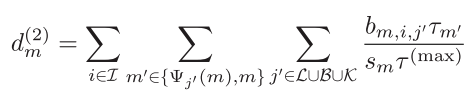 $d_m^{(2)} = \sum_{i \in \mathcal{I}} \sum_{m' \in \{\Psi_{j'}(m), m\}} \sum_{j' \in \mathcal{L} \cup \mathcal{B} \cup \mathcal{K}} \frac{b_{m,i,j'} \tau_{m'}}{s_m \tau^{(\max)}}$